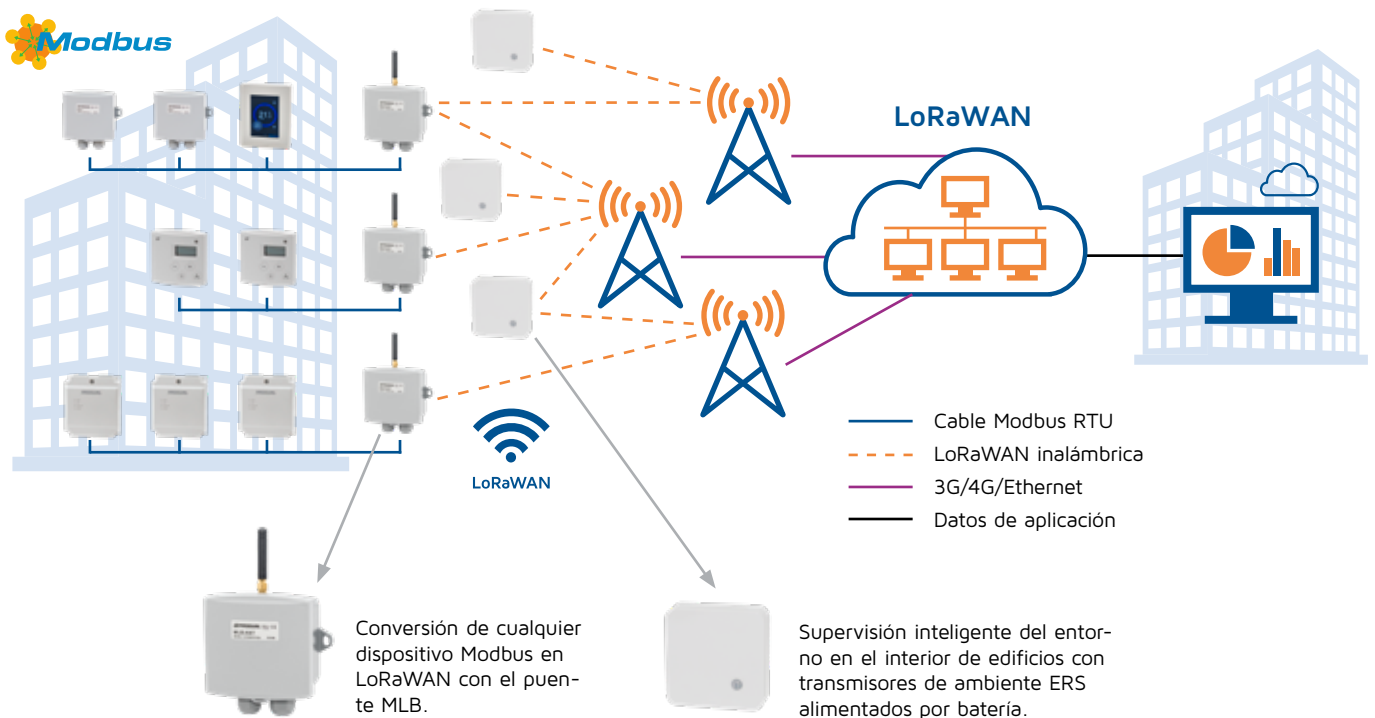 Modbus
LoRaWAN
LoRaWAN
Cable Modbus RTU
LoRaWAN inalámbrica
3G/4G/Ethernet
Datos de aplicación
Conversión de cualquier
dispositivo Modbus en
LoRaWAN con el puen-
te MLB.
Supervisión inteligente del entor-
no en el interior de edificios con
transmisores de ambiente ERS
alimentados por batería.